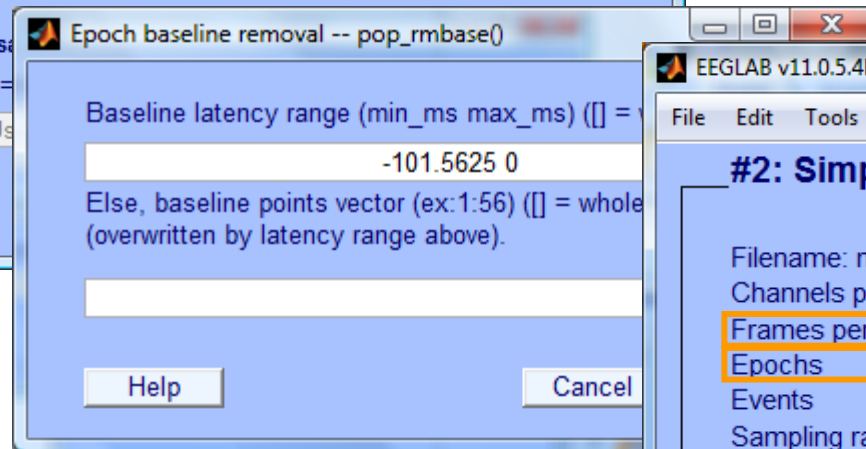 Epoch baseline removal -- pop_rmbase()
Baseline latency range (min_ms max_ms) ([] =
-101.5625 0
Else, baseline points vector (ex:1:56) ([] = whole
(overwritten by latency range above).
Help
Cancel
EEGLAB v11.0.5.4
File Edit Tools
#2: Sim
Filename:
Channels p
Frames per
Epochs
Events
Sampling ra